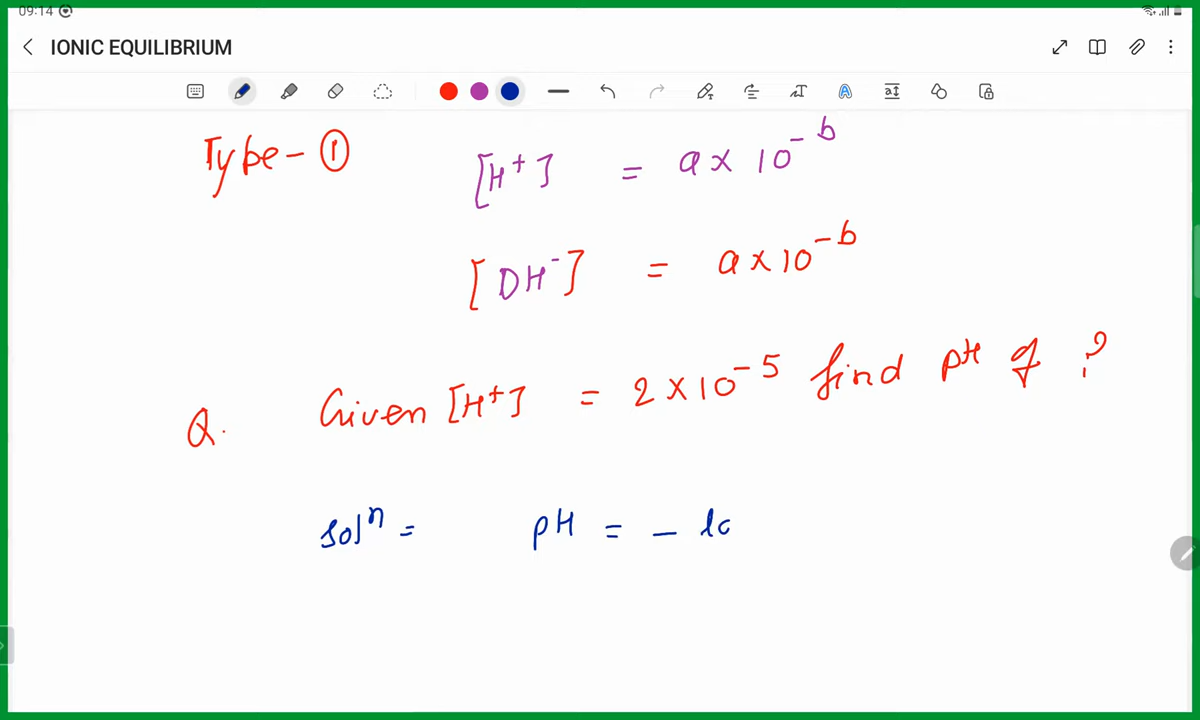 09:14
IONIC EQUILIBRIUM
Type - ① [H⁺] = a x 10⁻ᵇ
[OH⁻] = a x 10⁻ᵇ
Q. Given [H⁺] = 2 x 10⁻⁵ find pH of ?
solⁿ = pH = - lo